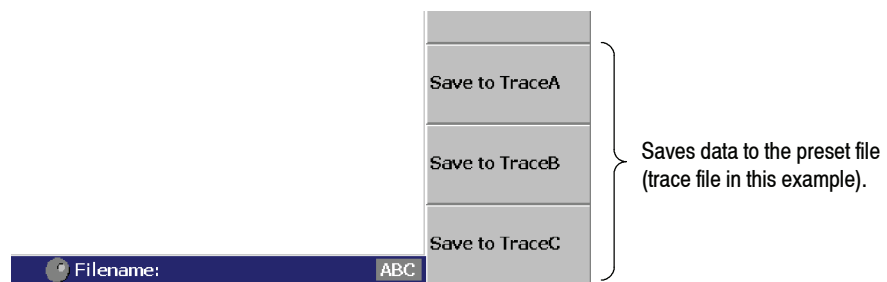 Save to TraceA
Save to TraceB
Saves data to the preset file
(trace file in this example).
Save to TraceC
Filename:
ABC